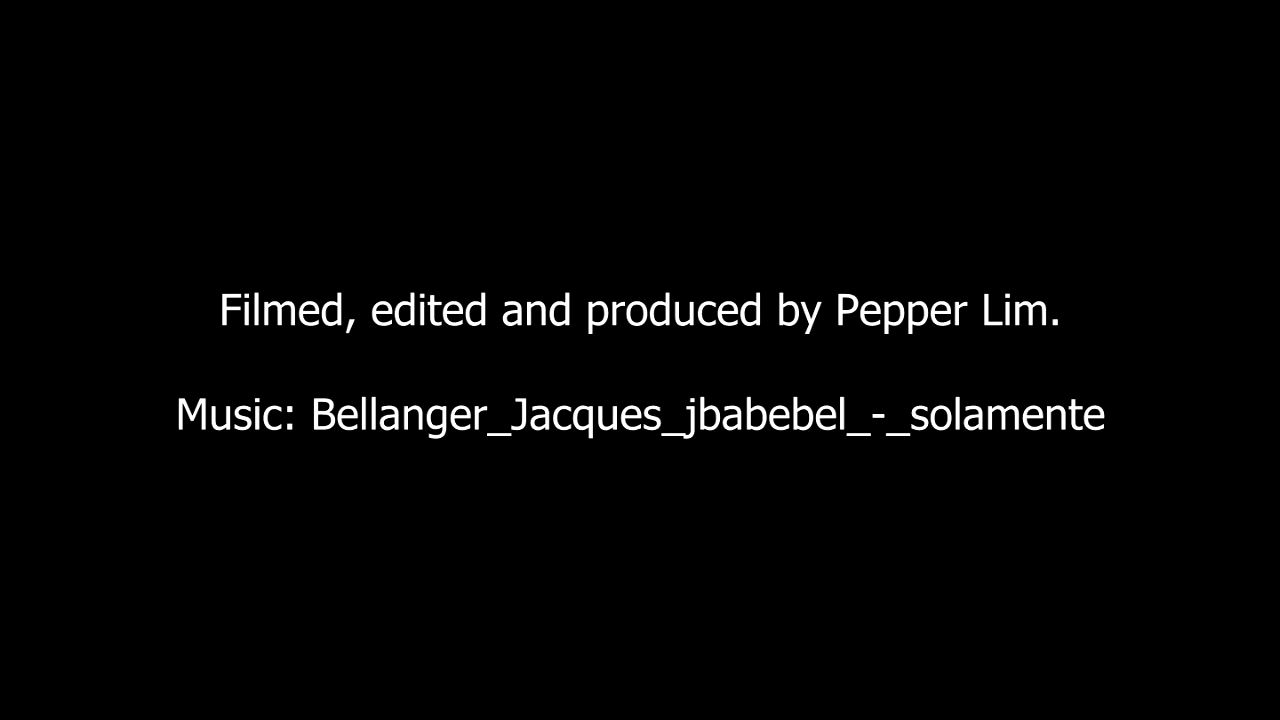 Filmed, edited and produced by Pepper Lim.
Music: Bellanger_Jacques_jbabebel_-_solamente